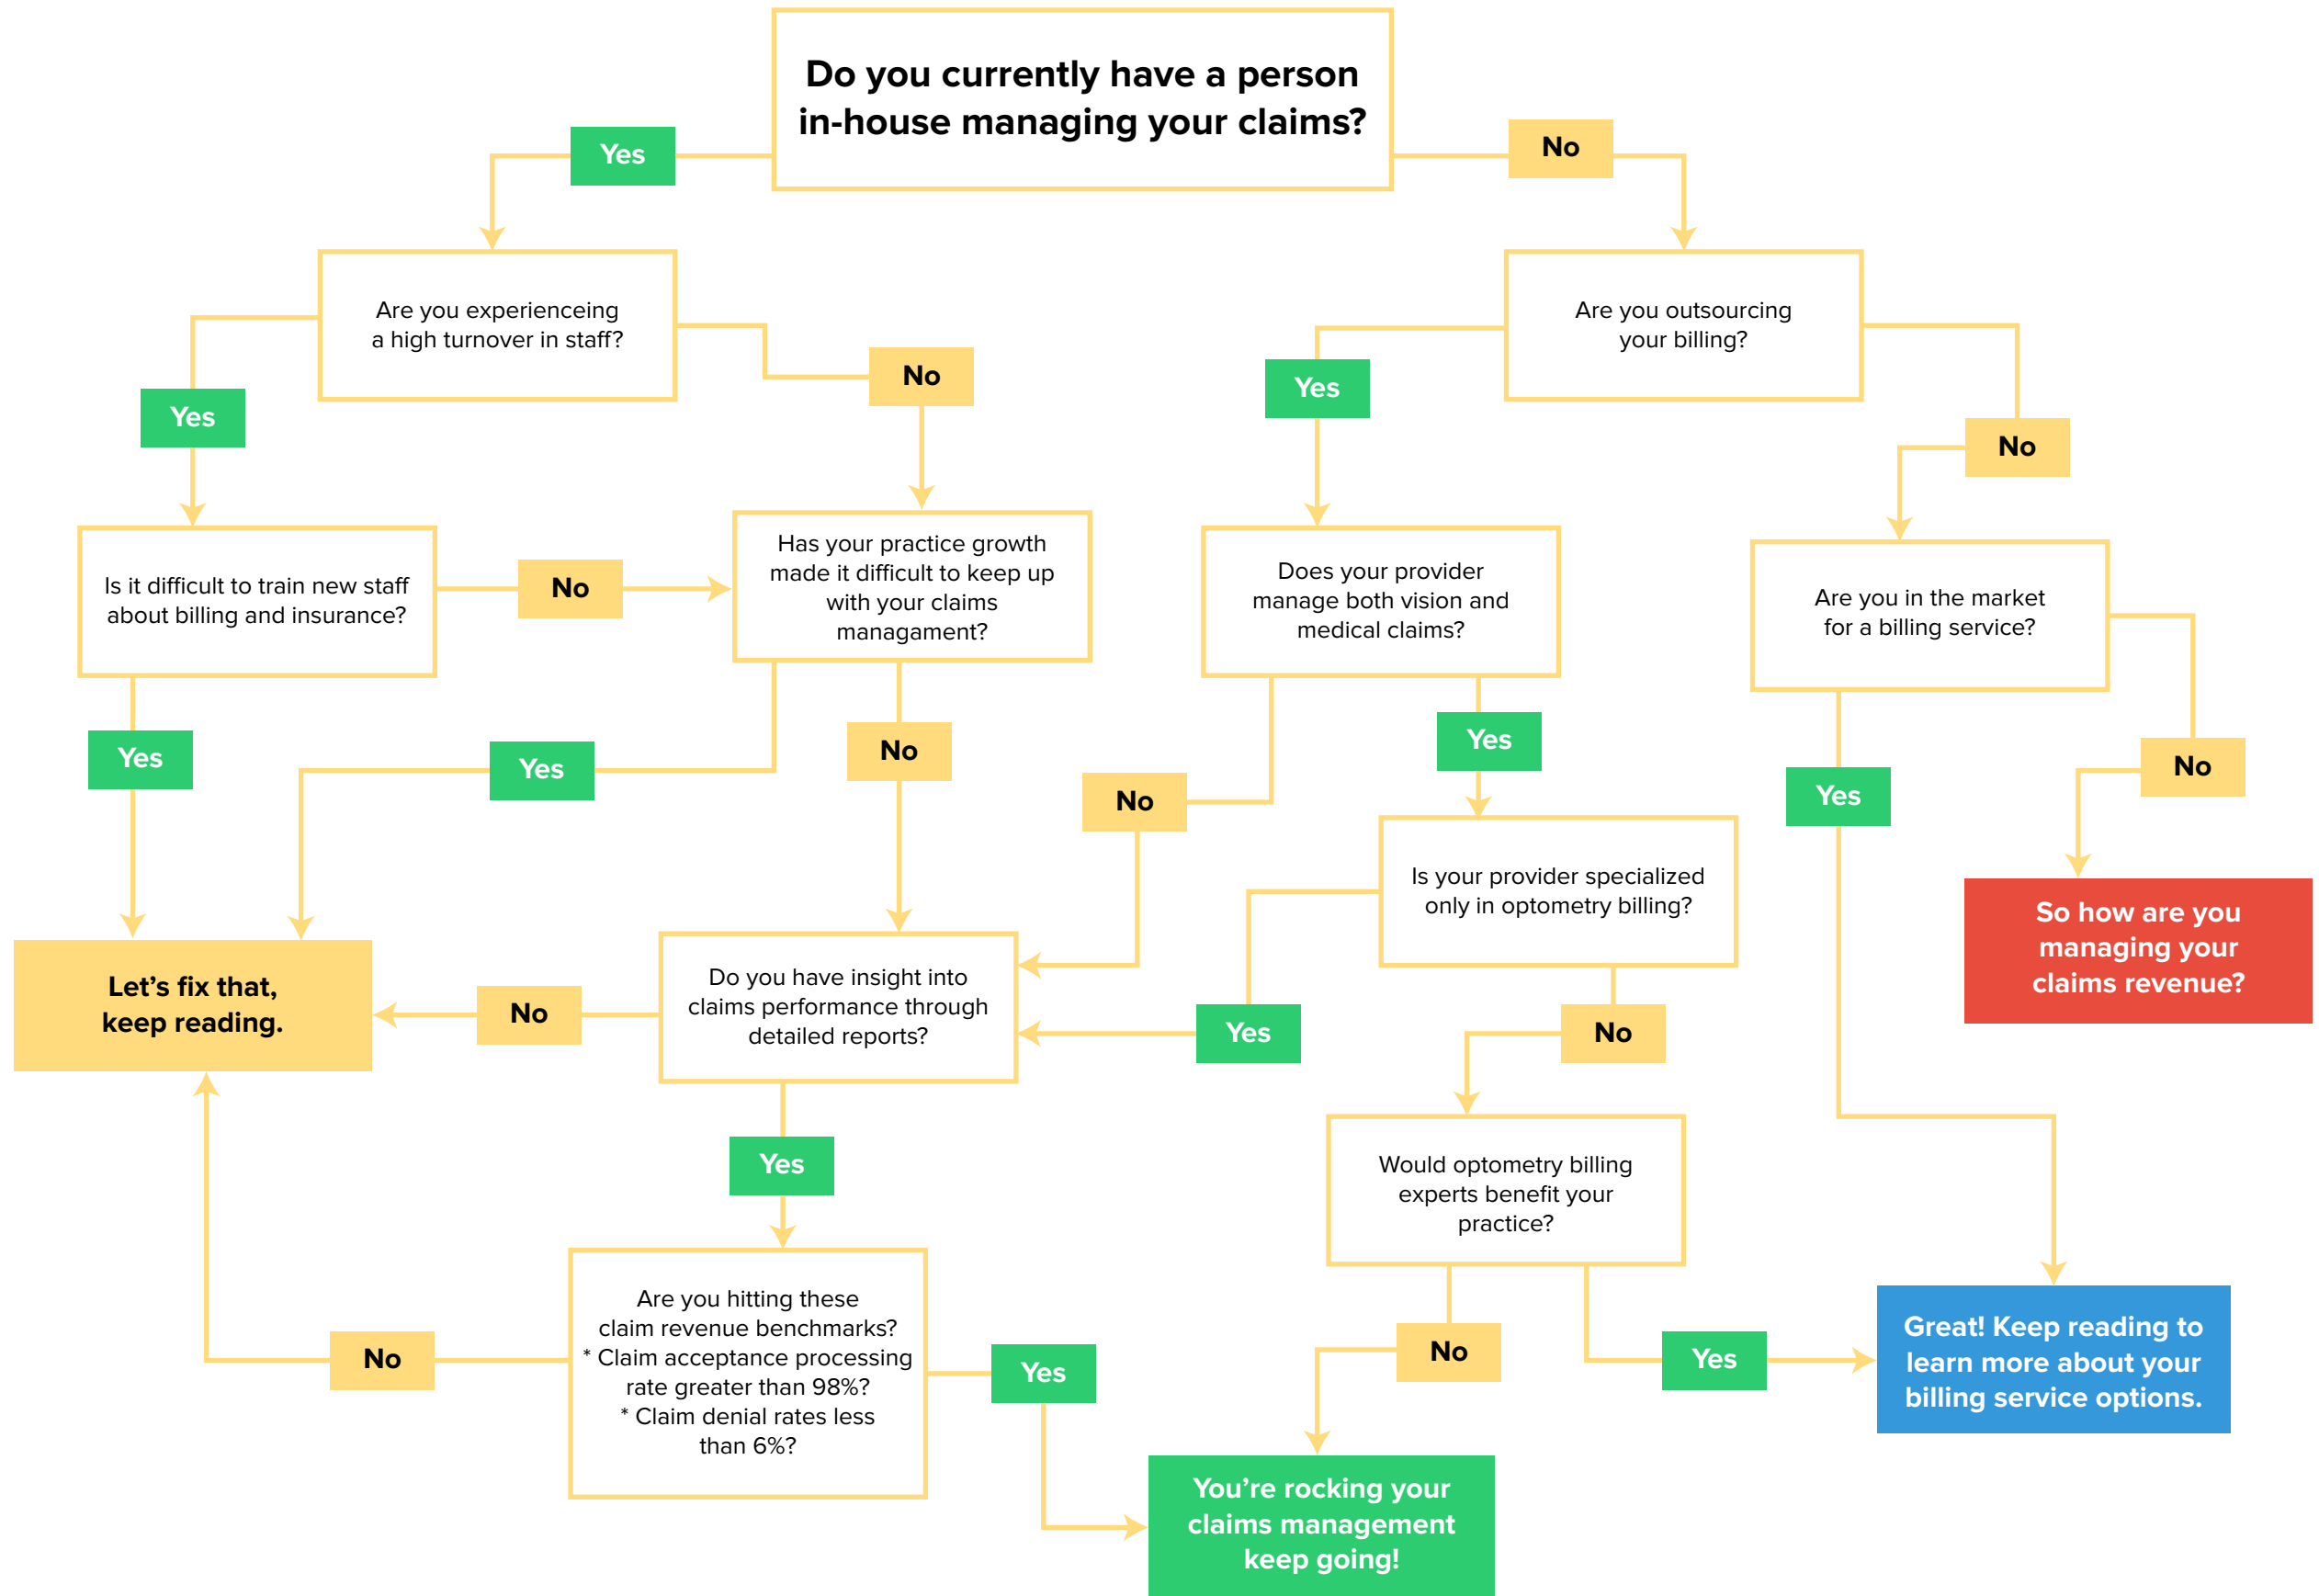 Do you currently have a person
in-house managing your claims?
Yes
No
Are you experienceing
a high turnover in staff?
Are you outsourcing
your billing?
No
Yes
Yes
No
Is it difficult to train new staff
about billing and insurance?
No
Has your practice growth
made it difficult to keep up
with your claims
managament?
Does your provider
manage both vision and
medical claims?
Are you in the market
for a billing service?
Yes
Yes
No
No
Yes
Yes
No
Is your provider specialized
only in optometry billing?
So how are you
managing your
claims revenue?
Let's fix that,
keep reading.
No
Do you have insight into
claims performance through
detailed reports?
Yes
No
Yes
Would optometry billing
experts benefit your
practice?
Are you hitting these
claim revenue benchmarks?
* Claim acceptance processing
rate greater than 98%?
* Claim denial rates less
than 6%?
No
Yes
No
Yes
Great! Keep reading to
learn more about your
billing service options.
You're rocking your
claims management
keep going!